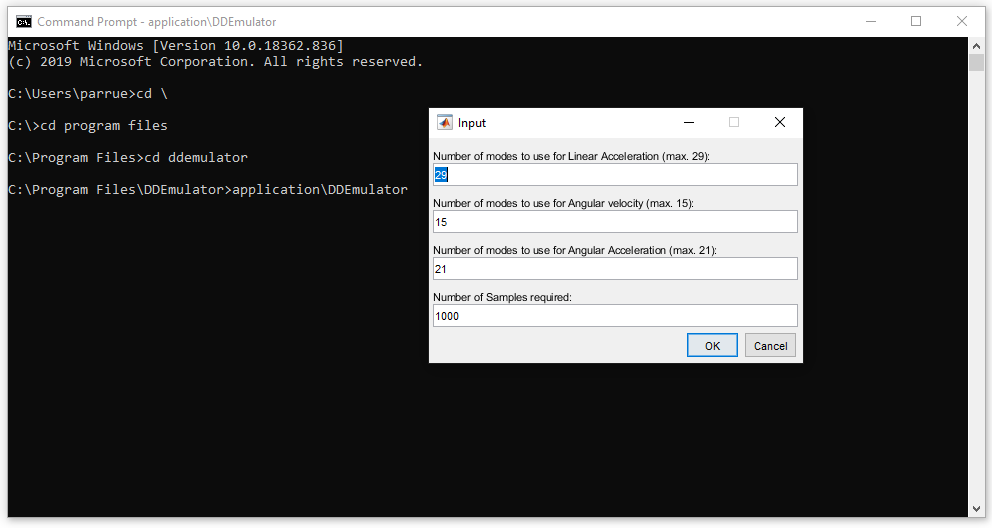 Command Prompt - application\DDEmulator
Microsoft Windows [Version 10.0.18362.836]
(c) 2019 Microsoft Corporation. All rights reserved.
C:\Users\parrue>cd \
C:\>cd program files
C:\Program Files>cd ddemulator
C:\Program Files\DDEmulator>application\DDEmulator
Input
Number of modes to use for Linear Acceleration (max. 29):
29
Number of modes to use for Angular velocity (max. 15):
15
Number of modes to use for Angular Acceleration (max. 21):
21
Number of Samples required:
1000
OK Cancel